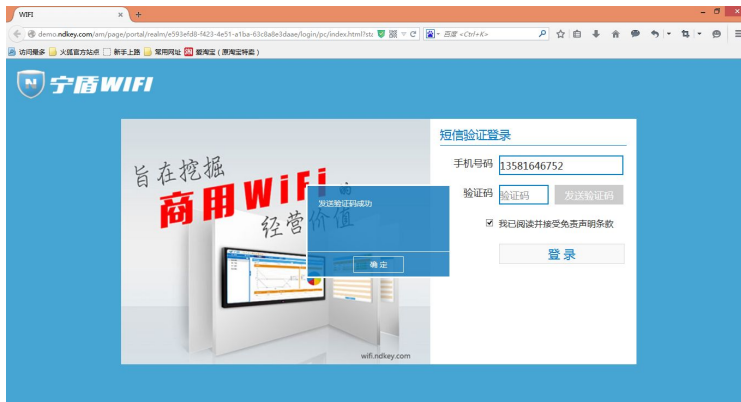 WIFI
demo.ndkey.com/am/page/portal/realm/e593efd8-f423-4e51-a1ba-63c8a8e3daae/login/pc/index.html?sta
百度 <Ctrl+K>
访问最多 火狐官方站点 新手上路 常用网址 爱淘宝（原淘宝特卖）
宁盾WIFI
旨在挖掘
商用WiFi的
经营价值
wifi.ndkey.com
短信验证登录
手机号码 13581646752
验证码 验证码 发送验证码
我已阅读并接受免责声明条款
登录
发送验证码成功
确定